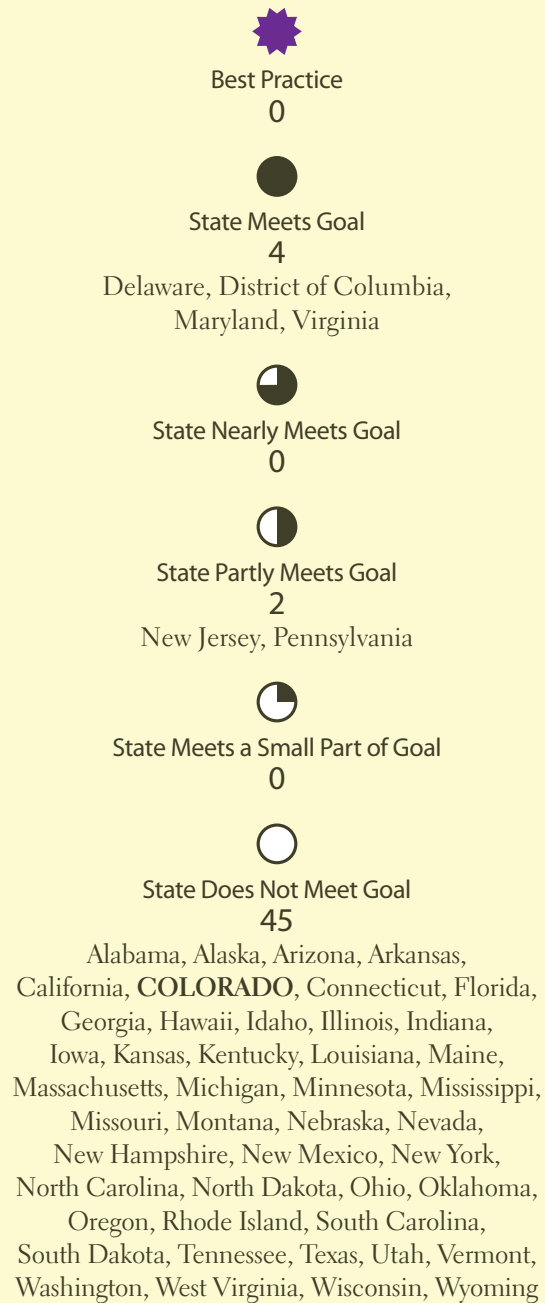 Best Practice
0
State Meets Goal
4
Delaware, District of Columbia,
Maryland, Virginia
State Nearly Meets Goal
0
State Partly Meets Goal
2
New Jersey, Pennsylvania
State Meets a Small Part of Goal
0
State Does Not Meet Goal
45
Alabama, Alaska, Arizona, Arkansas,
California, COLORADO, Connecticut, Florida,
Georgia, Hawaii, Idaho, Illinois, Indiana,
Iowa, Kansas, Kentucky, Louisiana, Maine,
Massachusetts, Michigan, Minnesota, Mississippi,
Missouri, Montana, Nebraska, Nevada,
New Hampshire, New Mexico, New York,
North Carolina, North Dakota, Ohio, Oklahoma,
Oregon, Rhode Island, South Carolina,
South Dakota, Tennessee, Texas, Utah, Vermont,
Washington, West Virginia, Wisconsin, Wyoming